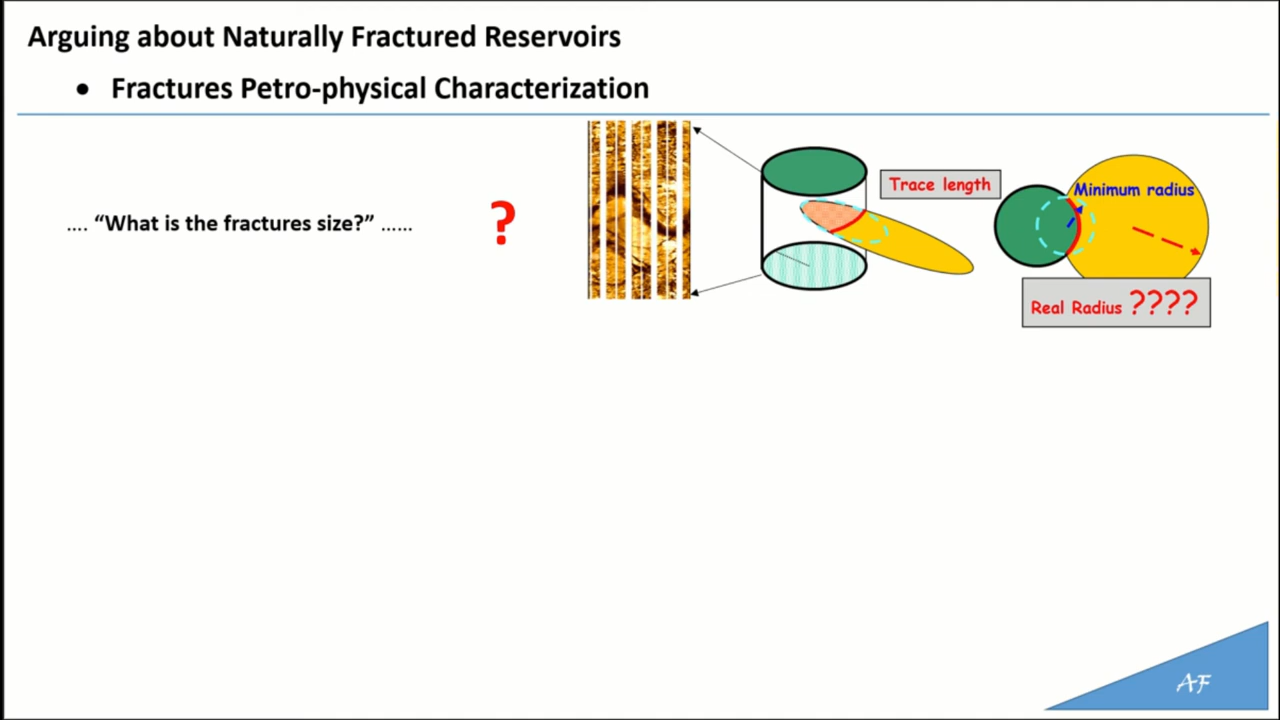 Arguing about Naturally Fractured Reservoirs
• Fractures Petro-physical Characterization
.... “What is the fractures size?” ......
?
Trace length
Minimum radius
Real Radius ????
AF